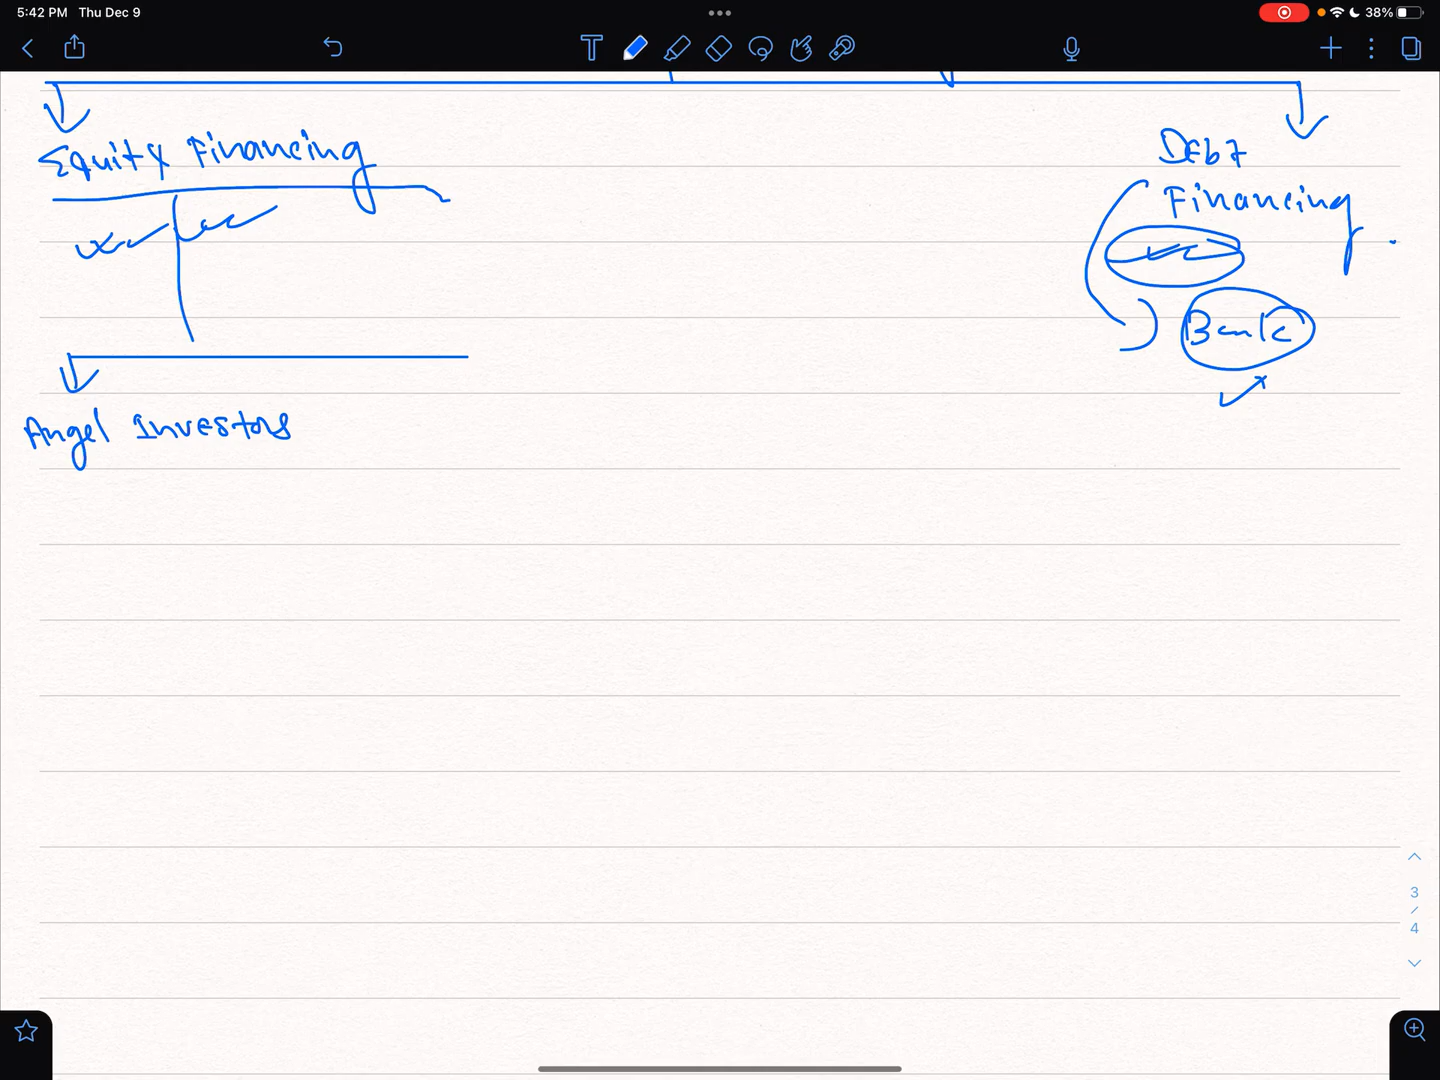 5:42 PM Thu Dec 9
38%
T
Equity Financing
Debt
Financing
Bank
Angel Investors
3
/
4